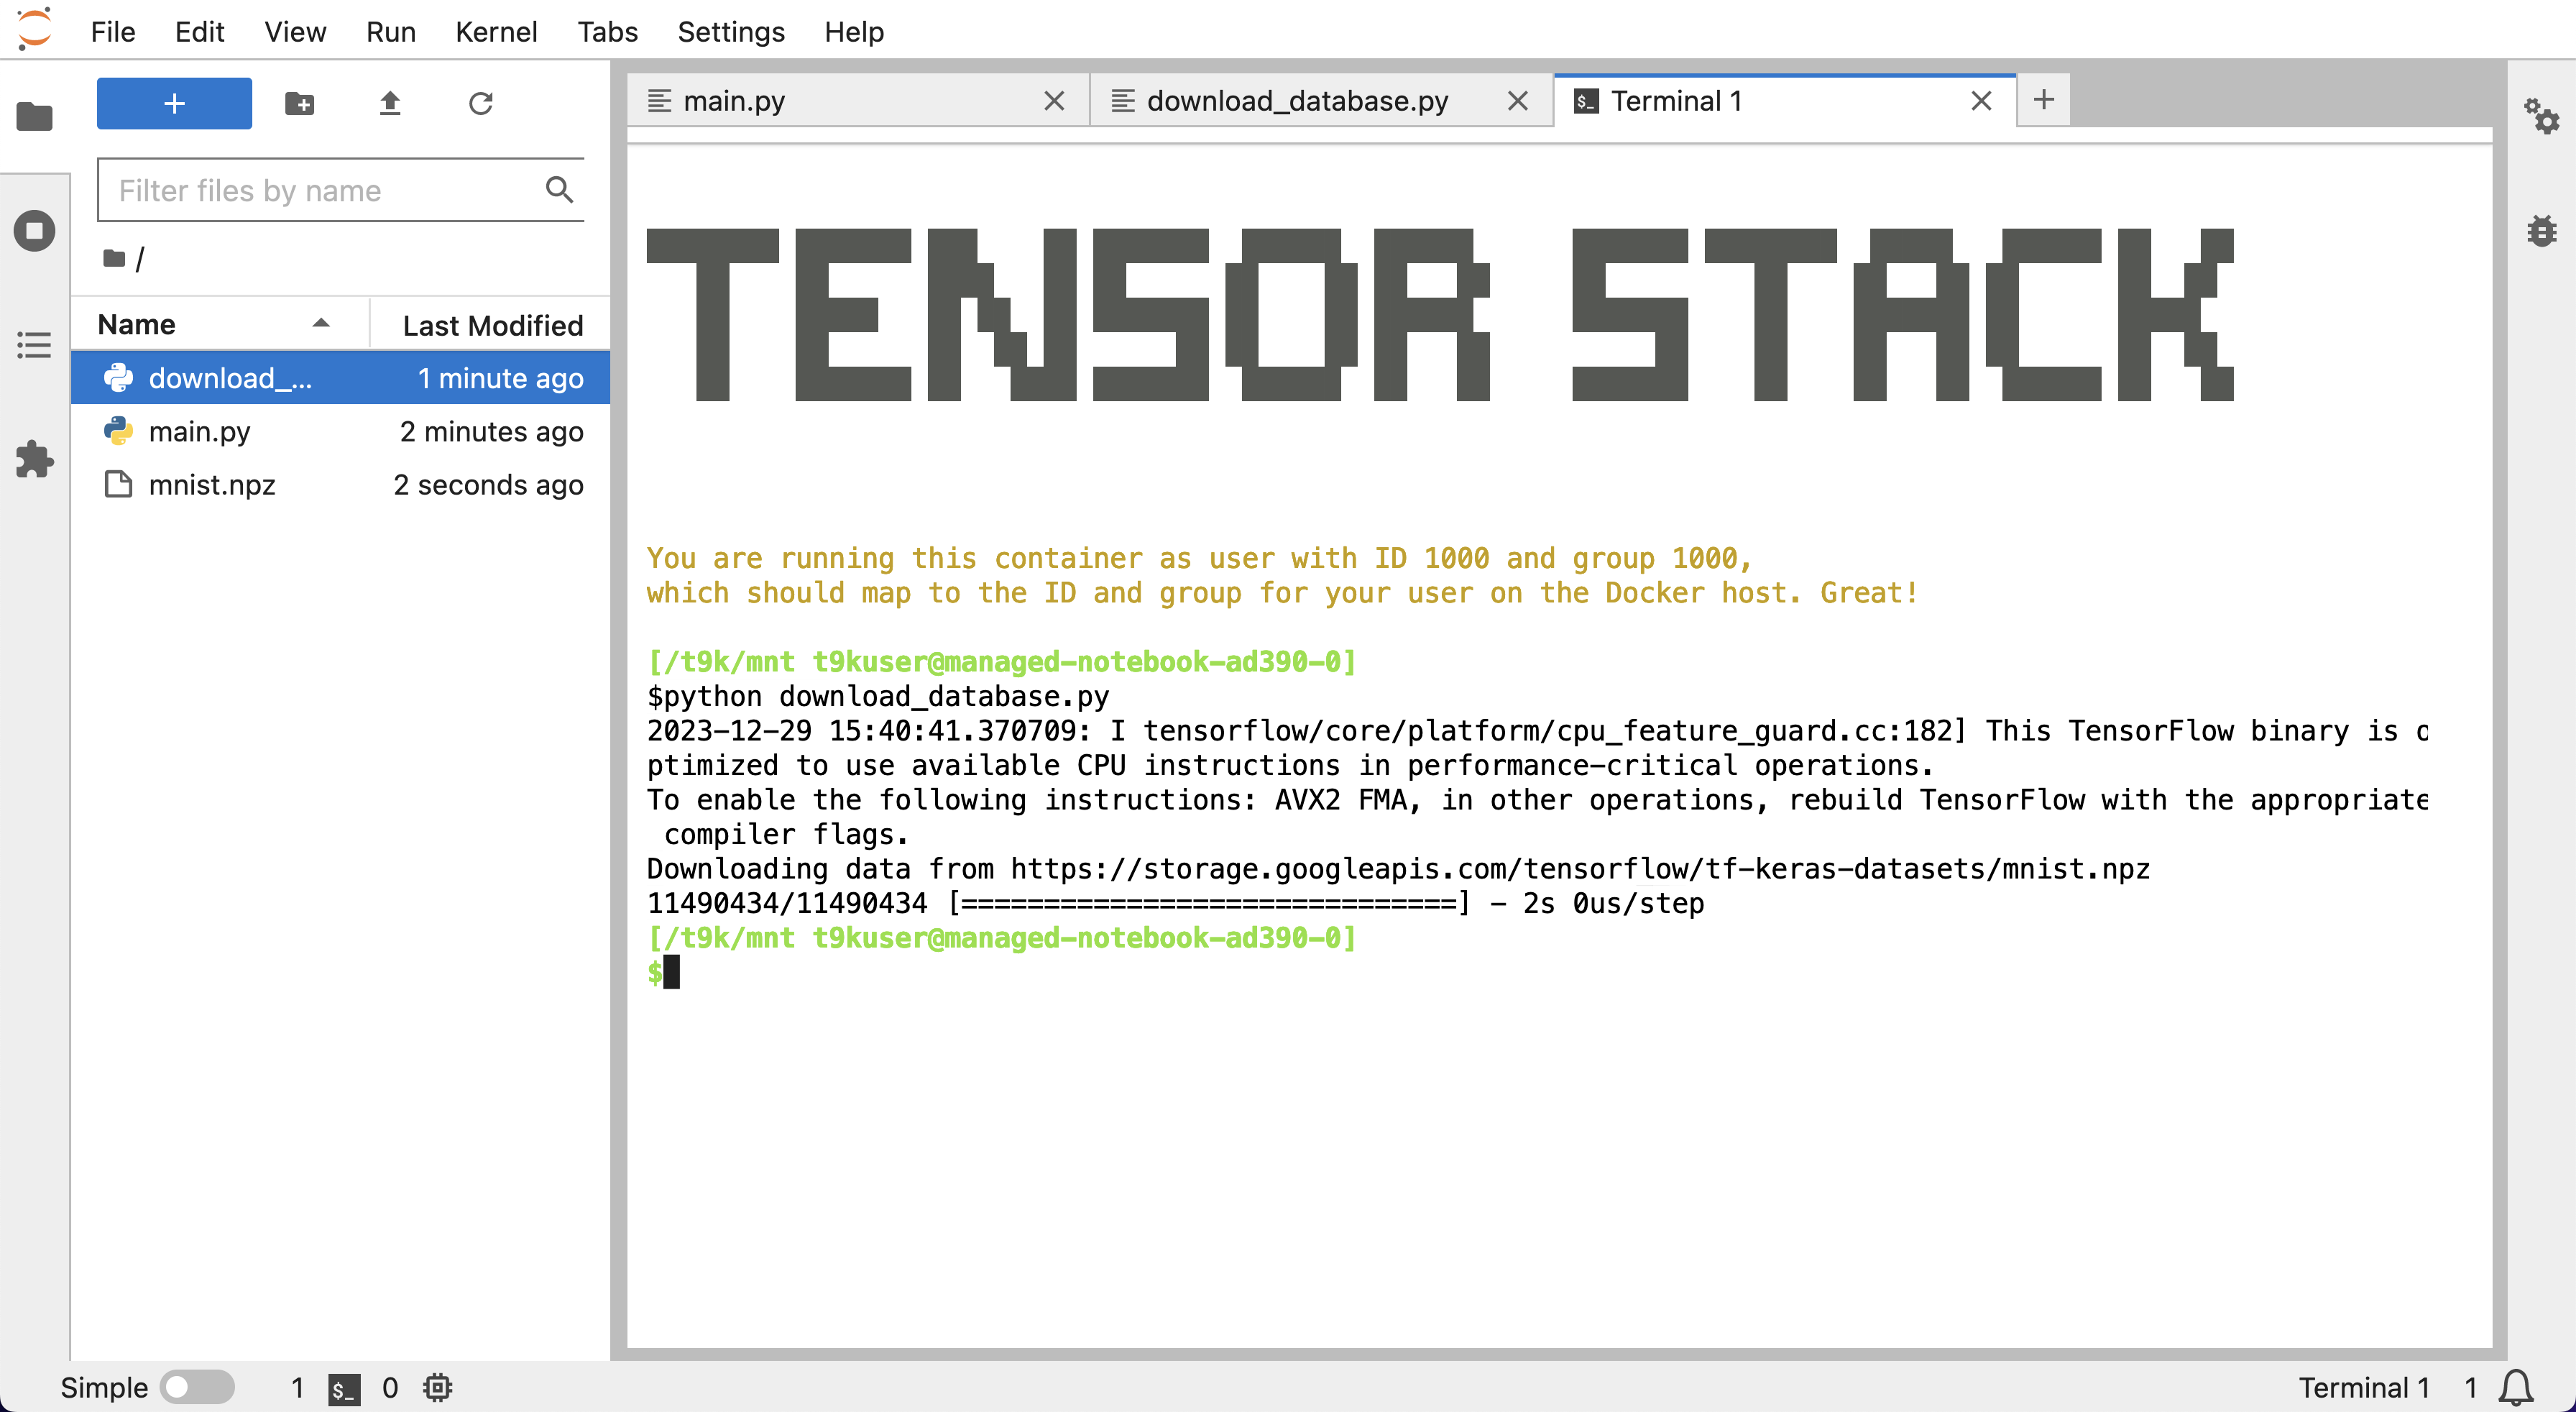 File Edit View Run Kernel Tabs Settings Help
main.py download_database.py $_ Terminal 1
Filter files by name
/
Name Last Modified
download_... 1 minute ago
main.py 2 minutes ago
mnist.npz 2 seconds ago
TENSOR STACK
You are running this container as user with ID 1000 and group 1000,
which should map to the ID and group for your user on the Docker host. Great!
[/t9k/mnt t9kuser@managed-notebook-ad390-0]
$python download_database.py
2023-12-29 15:40:41.370709: I tensorflow/core/platform/cpu_feature_guard.cc:182] This TensorFlow binary is o
ptimized to use available CPU instructions in performance-critical operations.
To enable the following instructions: AVX2 FMA, in other operations, rebuild TensorFlow with the appropriate
compiler flags.
Downloading data from https://storage.googleapis.com/tensorflow/tf-keras-datasets/mnist.npz
11490434/11490434 [==============================] - 2s 0us/step
[/t9k/mnt t9kuser@managed-notebook-ad390-0]
$
Simple 1 $_ 0 Terminal 1 1